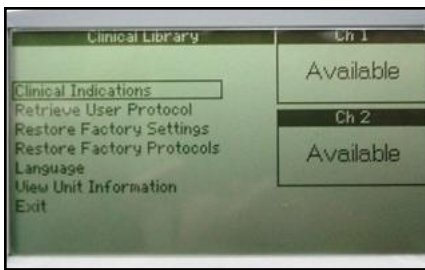 Clinical Library
Clinical Indications
Retrieve User Protocol
Restore Factory Settings
Restore Factory Protocols
Language
View Unit Information
Exit
Ch 1
Available
Ch 2
Available